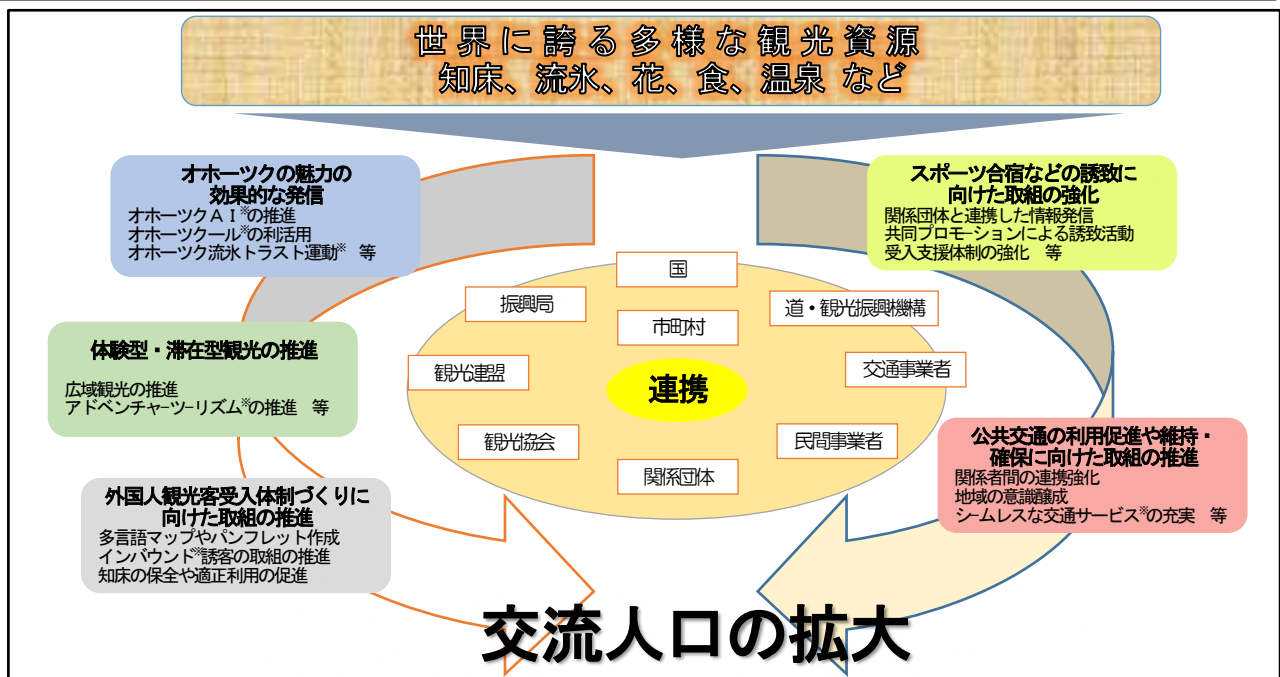 世界に誇る多様な観光資源
知床、流氷、花、食、温泉 など
オホーツクの魅力の
効果的な発信
オホーツクAI※の推進
オホーツクール※の利活用
オホーツク流氷トラスト運動※ 等
スポーツ合宿などの誘致に
向けた取組の強化
関係団体と連携した情報発信
共同プロモーションによる誘致活動
受入支援体制の強化 等
体験型・滞在型観光の推進
広域観光の推進
アドベンチャーツーリズム※の推進 等
国
振興局
市町村
道・観光振興機構
観光連盟
連携
交通事業者
観光協会
民間事業者
関係団体
公共交通の利用促進や維持・
確保に向けた取組の推進
関係者間の連携強化
地域の意識醸成
シームレスな交通サービス※の充実 等
外国人観光客受入体制づくりに
向けた取組の推進
多言語マップやパンフレット作成
インバウンド※誘客の取組の推進
知床の保全や適正利用の促進
交流人口の拡大